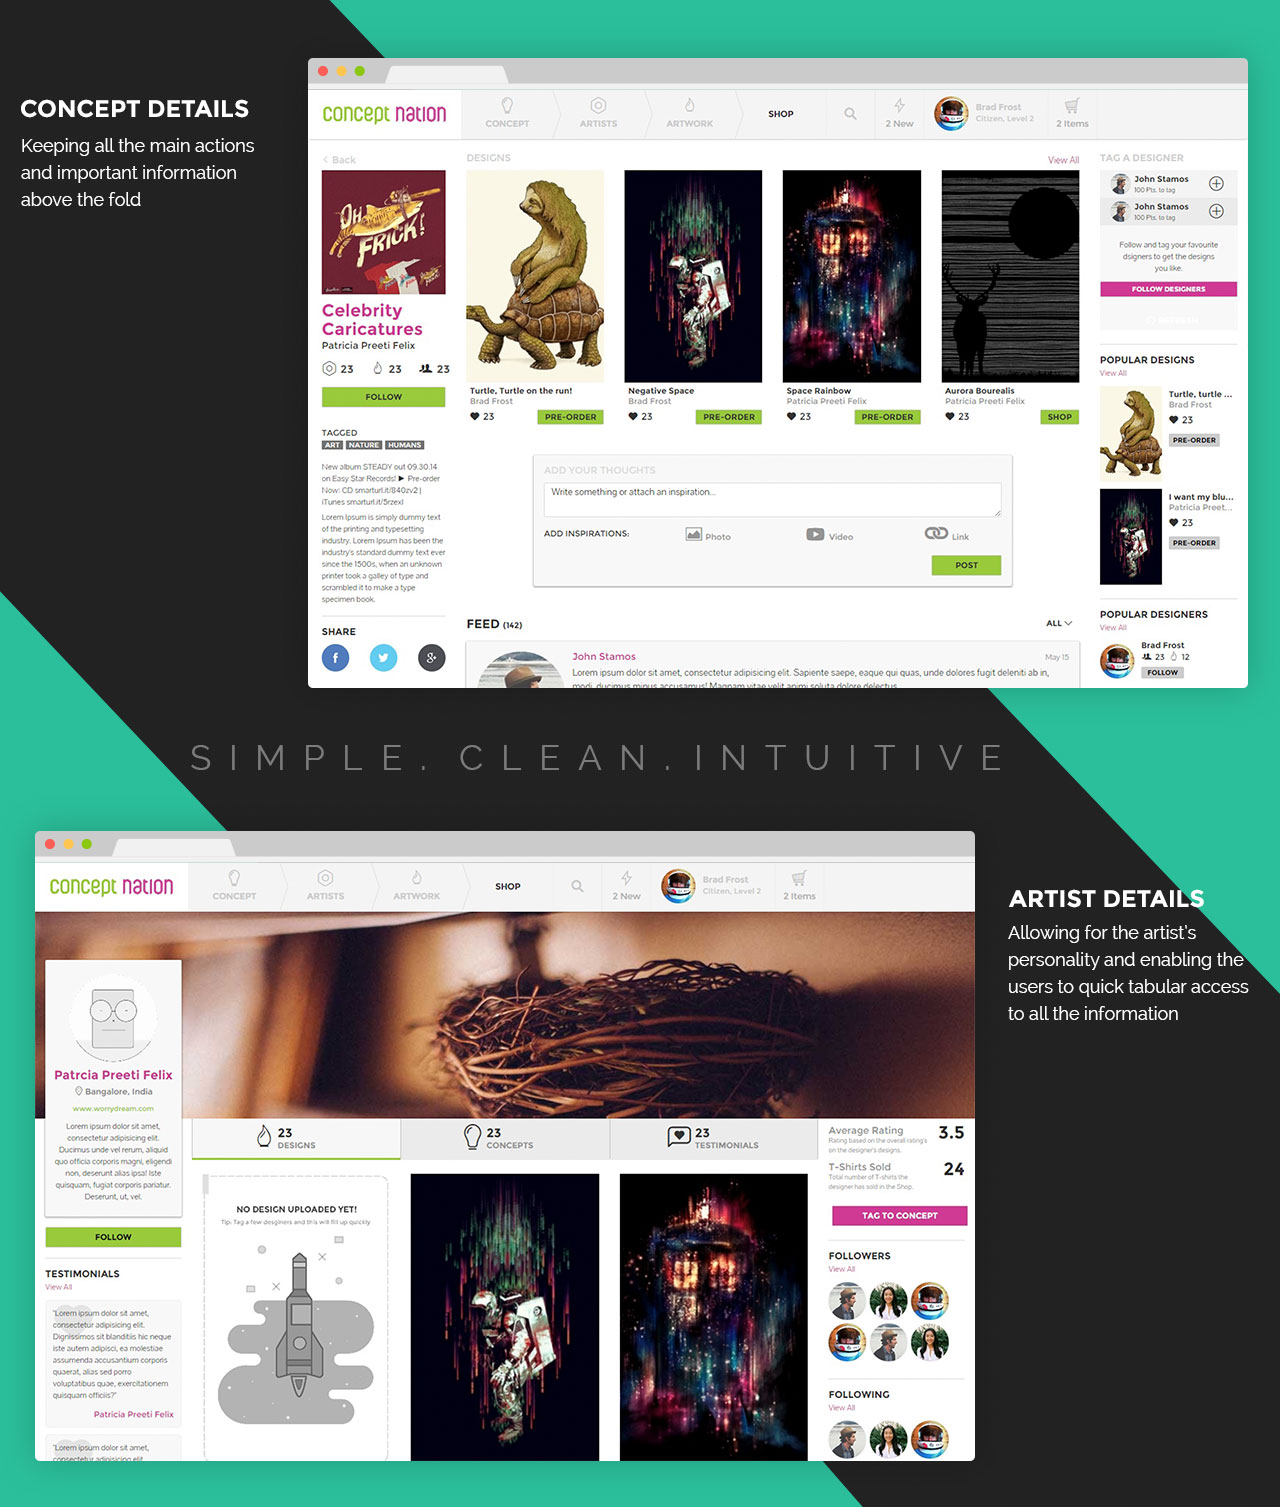 CONCEPT DETAILS
Keeping all the main actions
and important information
above the fold
concept nation
CONCEPT
ARTISTS
ARTWORK
SHOP
2 New
Brad Frost
Citizen, Level 2
2 Items
Back
OH FRICK!
Celebrity
Caricatures
Patricia Preeti Felix
23 23 23
FOLLOW
TAGGED
ART NATURE HUMANS
New album STEADY out 09.30.14
on Easy Star Records! ▶ Pre-order
Now: CD smarturl.it/840zv2 |
iTunes smarturl.it/5rzexl
Lorem Ipsum is simply dummy text
of the printing and typesetting
industry. Lorem Ipsum has been the
industry's standard dummy text ever
since the 1500s, when an unknown
printer took a galley of type and
scrambled it to make a type
specimen book.
SHARE
f
g+
DESIGNS
View All
Turtle, Turtle on the run!
Brad Frost
23
PRE-ORDER
Negative Space
Brad Frost
23
PRE-ORDER
Space Rainbow
Patricia Preeti Felix
23
PRE-ORDER
Aurora Bourealis
Patricia Preeti Felix
23
SHOP
ADD YOUR THOUGHTS
Write something or attach an inspiration...
ADD INSPIRATIONS:
Photo
Video
Link
POST
FEED (142)
ALL
John Stamos
May 15
Lorem ipsum dolor sit amet, consectetur adipisicing elit. Sapiente saepe, eaque qui quas, unde dolores fugit deleniti ab in,
modi, ducimus minus accusamus! Magnam vitae velit animi soluta dolore delectus
TAG A DESIGNER
John Stamos
100 Pts. to tag
John Stamos
100 Pts. to tag
Follow and tag your favourite
dsigners to get the designs
you like.
FOLLOW DESIGNERS
POPULAR DESIGNS
View All
Turtle, turtle ...
Brad Frost
23
PRE-ORDER
I want my blu...
Patricia Preet...
23
PRE-ORDER
POPULAR DESIGNERS
View All
Brad Frost
23 12
FOLLOW
SIMPLE. CLEAN. INTUITIVE
concept nation
CONCEPT
ARTISTS
ARTWORK
SHOP
2 New
Brad Frost
Citizen, Level 2
2 Items
Patrcia Preeti Felix
Bangalore, India
www.worrydream.com
Lorem ipsum dolor sit amet,
consectetur adipisicing elit.
Ducimus unde vel rerum, aliquid
quo officia corporis magni, eligendi
non, deserunt alias ipsa! Iste
quisquam, fugiat corporis pariatur.
Deserunt, ut, vel.
FOLLOW
TESTIMONIALS
View All
"Lorem ipsum dolor sit amet,
consectetur adipisicing elit.
Dignissimos sit blanditiis hic neque
iste autem adipisci, ea molestiae
assumenda accusantium corporis
quaerat, alias sed porro
voluptatibus quae, exercitationem
quisquam officiis?"
Patricia Preeti Felix
"Lorem ipsum dolor sit amet,
consectetur adipisicing elit.
23
DESIGNS
23
CONCEPTS
23
TESTIMONIALS
NO DESIGN UPLOADED YET!
Tip. Tag a few desginers and this will fill up quickly
Average Rating
3.5
Rating based on the overall rating's
on the designer's designs.
T-Shirts Sold
24
Total number of T-shirts the
designer has sold in the Shop.
TAG TO CONCEPT
FOLLOWERS
View All
FOLLOWING
View All
ARTIST DETAILS
Allowing for the artist's
personality and enabling the
users to quick tabular access
to all the information